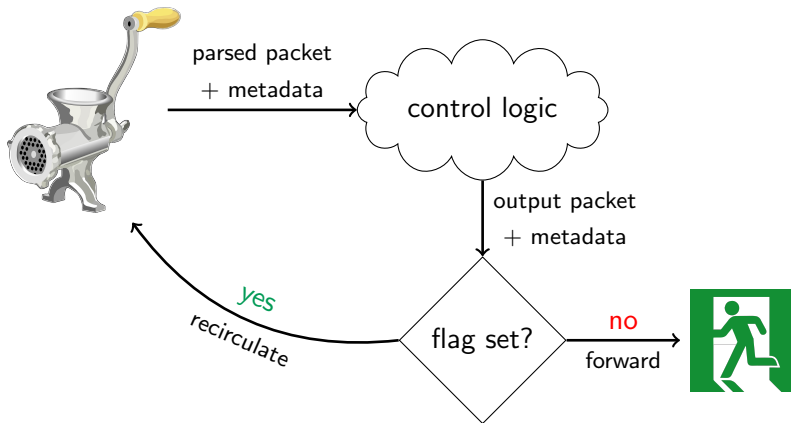 parsed packet
+ metadata
control logic
output packet
+ metadata
yes
recirculate
flag set?
no
forward